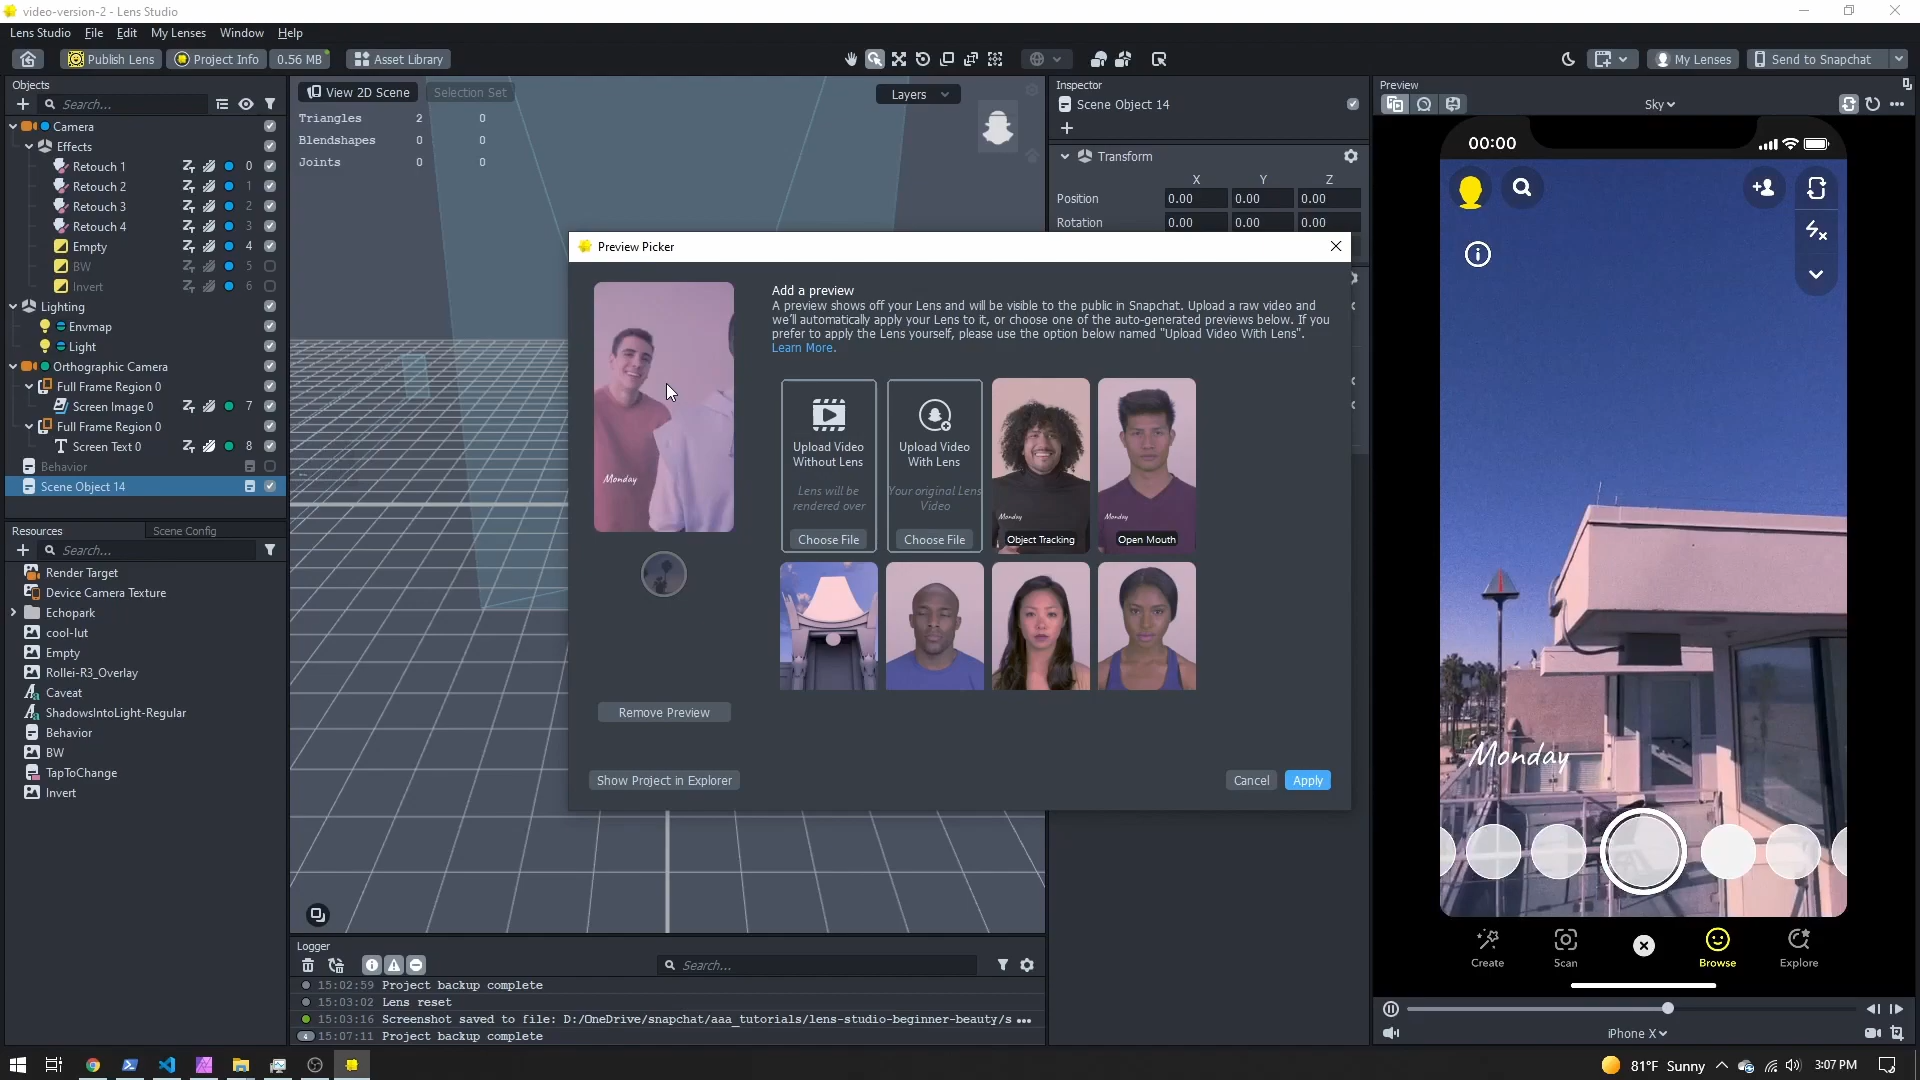 video-version-2 - Lens Studio
Lens Studio File Edit My Lenses Window Help
Publish Lens Project Info 0.56 MB Asset Library My Lenses Send to Snapchat
Objects
Search...
Camera
Effects
Retouch 1 0
Retouch 2 1
Retouch 3 2
Retouch 4 3
Empty 4
BW 5
Invert 6
Lighting
Envmap
Light
Orthographic Camera
Full Frame Region 0
Screen Image 0 7
Full Frame Region 0
Screen Text 0 8
Behavior
Scene Object 14
Resources Scene Config
Search...
Render Target
Device Camera Texture
Echopark
cool-lut
Empty
Rollei-R3_Overlay
Caveat
ShadowsIntoLight-Regular
Behavior
BW
TapToChange
Invert
View 2D Scene Selection Set Layers
Triangles 2 0
Blendshapes 0 0
Joints 0 0
Inspector
Scene Object 14
Transform
X Y Z
Position 0.00 0.00 0.00
Rotation 0.00 0.00 0.00
Preview Picker
Add a preview
A preview shows off your Lens and will be visible to the public in Snapchat. Upload a raw video and
we'll automatically apply your Lens to it, or choose one of the auto-generated previews below. If you
prefer to apply the Lens yourself, please use the option below named "Upload Video With Lens".
Learn More.
Monday
Upload Video
Without Lens
Lens will be
rendered over
Choose File
Upload Video
With Lens
Your original Lens
Video
Choose File
Monday
Object Tracking
Monday
Open Mouth
Remove Preview
Show Project in Explorer
Cancel Apply
Logger
Search...
15:02:59 Project backup complete
15:03:02 Lens reset
15:03:16 Screenshot saved to file: D:/OneDrive/snapchat/aaa_tutorials/lens-studio-beginner-beauty/s ...
4 15:07:11 Project backup complete
Preview
Sky
00:00
Monday
Create Scan Browse Explore
iPhone X
81°F Sunny 3:07 PM